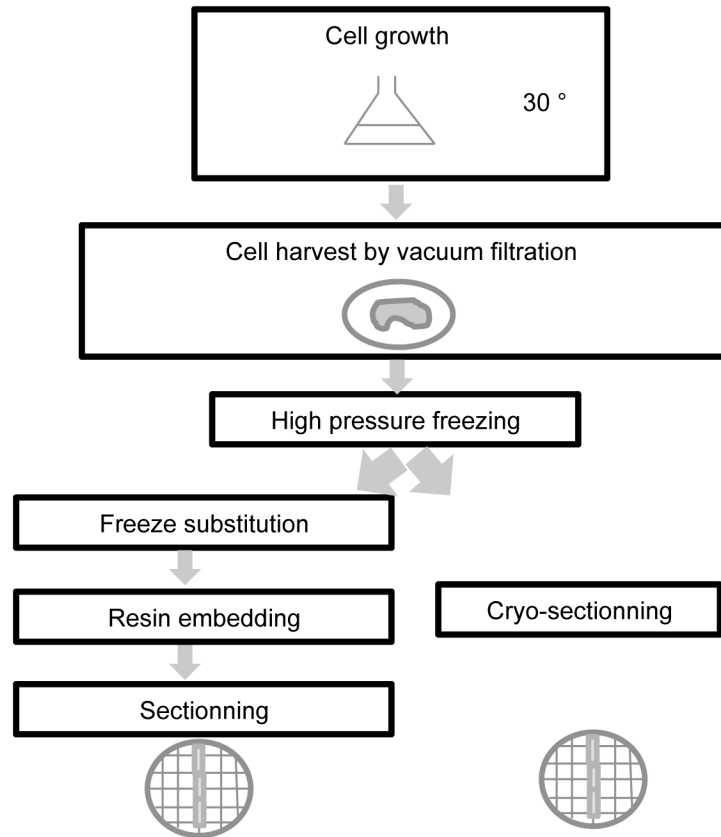 Cell growth
30 °
Cell harvest by vacuum filtration
High pressure freezing
Freeze substitution
Resin embedding
Cryo-sectionning
Sectionning